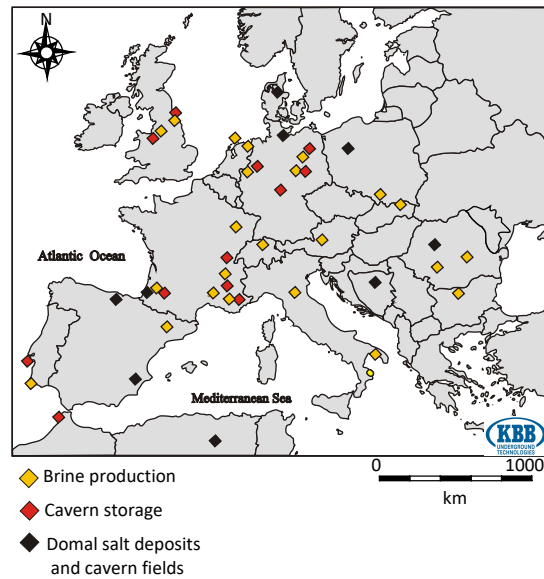 N
Atlantic Ocean
Mediterranean Sea
KBB
UNDERGROUND
TECHNOLOGIES
0 1000
km
Brine production
Cavern storage
Domal salt deposits
and cavern fields